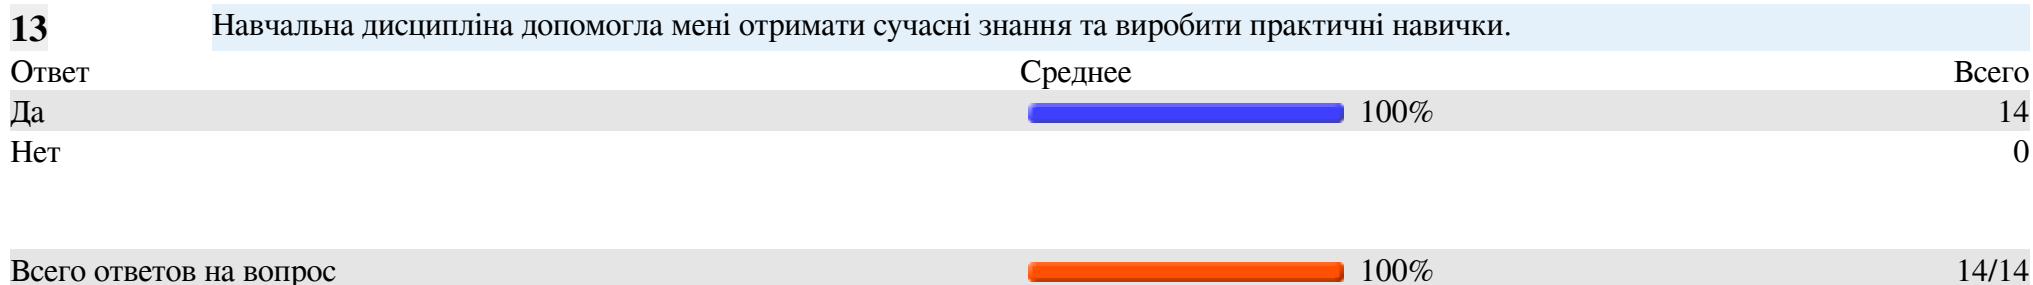 13 Навчальна дисципліна допомогла мені отримати сучасні знання та виробити практичні навички.
Ответ Среднее Всего
Да 100% 14
Нет 0
Всего ответов на вопрос 100% 14/14